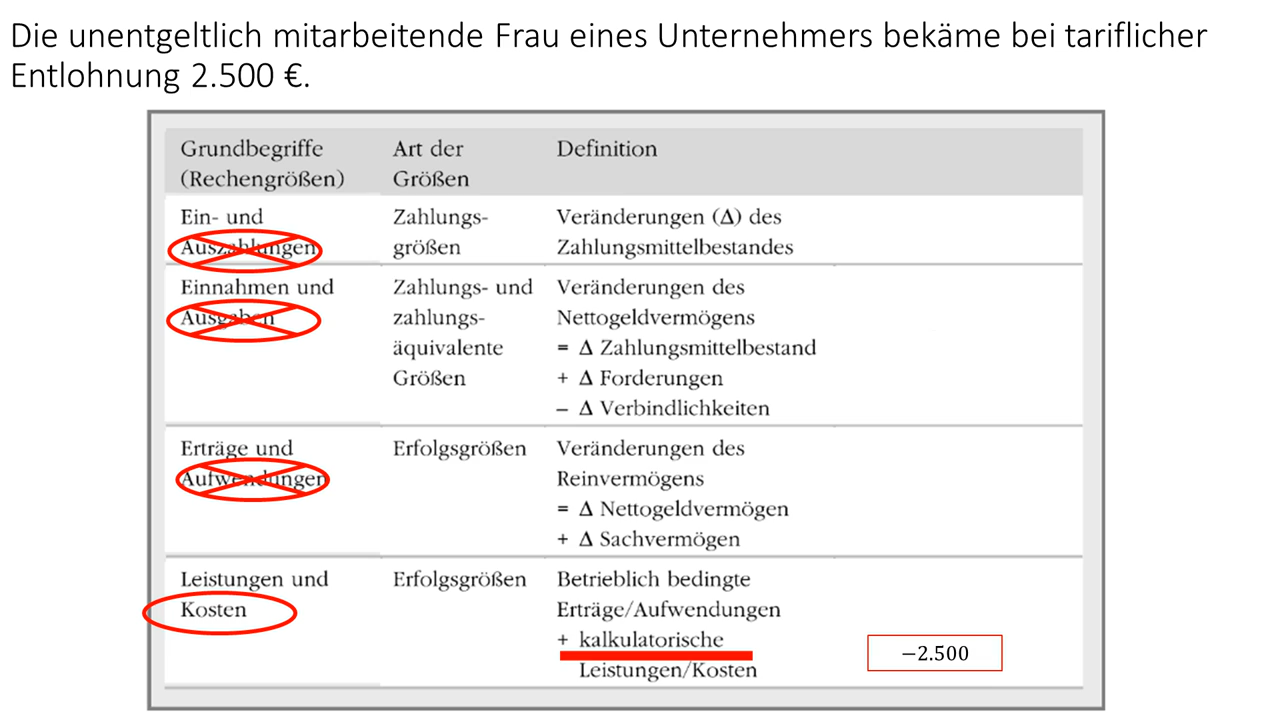 Die unentgeltlich mitarbeitende Frau eines Unternehmers bekäme bei tariflicher
Entlohnung 2.500 €.
Grundbegriffe Art der Definition
(Rechengrößen) Größen
Ein- und Zahlungs- Veränderungen (Δ) des
Auszahlungen größen Zahlungsmittelbestandes
Einnahmen und Zahlungs- und Veränderungen des
Ausgaben zahlungs- Nettogeldvermögens
äquivalente = Δ Zahlungsmittelbestand
Größen + Δ Forderungen
– Δ Verbindlichkeiten
Erträge und Erfolgsgrößen Veränderungen des
Aufwendungen Reinvermögens
= Δ Nettogeldvermögen
+ Δ Sachvermögen
Leistungen und Erfolgsgrößen Betrieblich bedingte
Kosten Erträge/Aufwendungen
+ kalkulatorische
Leistungen/Kosten
−2.500